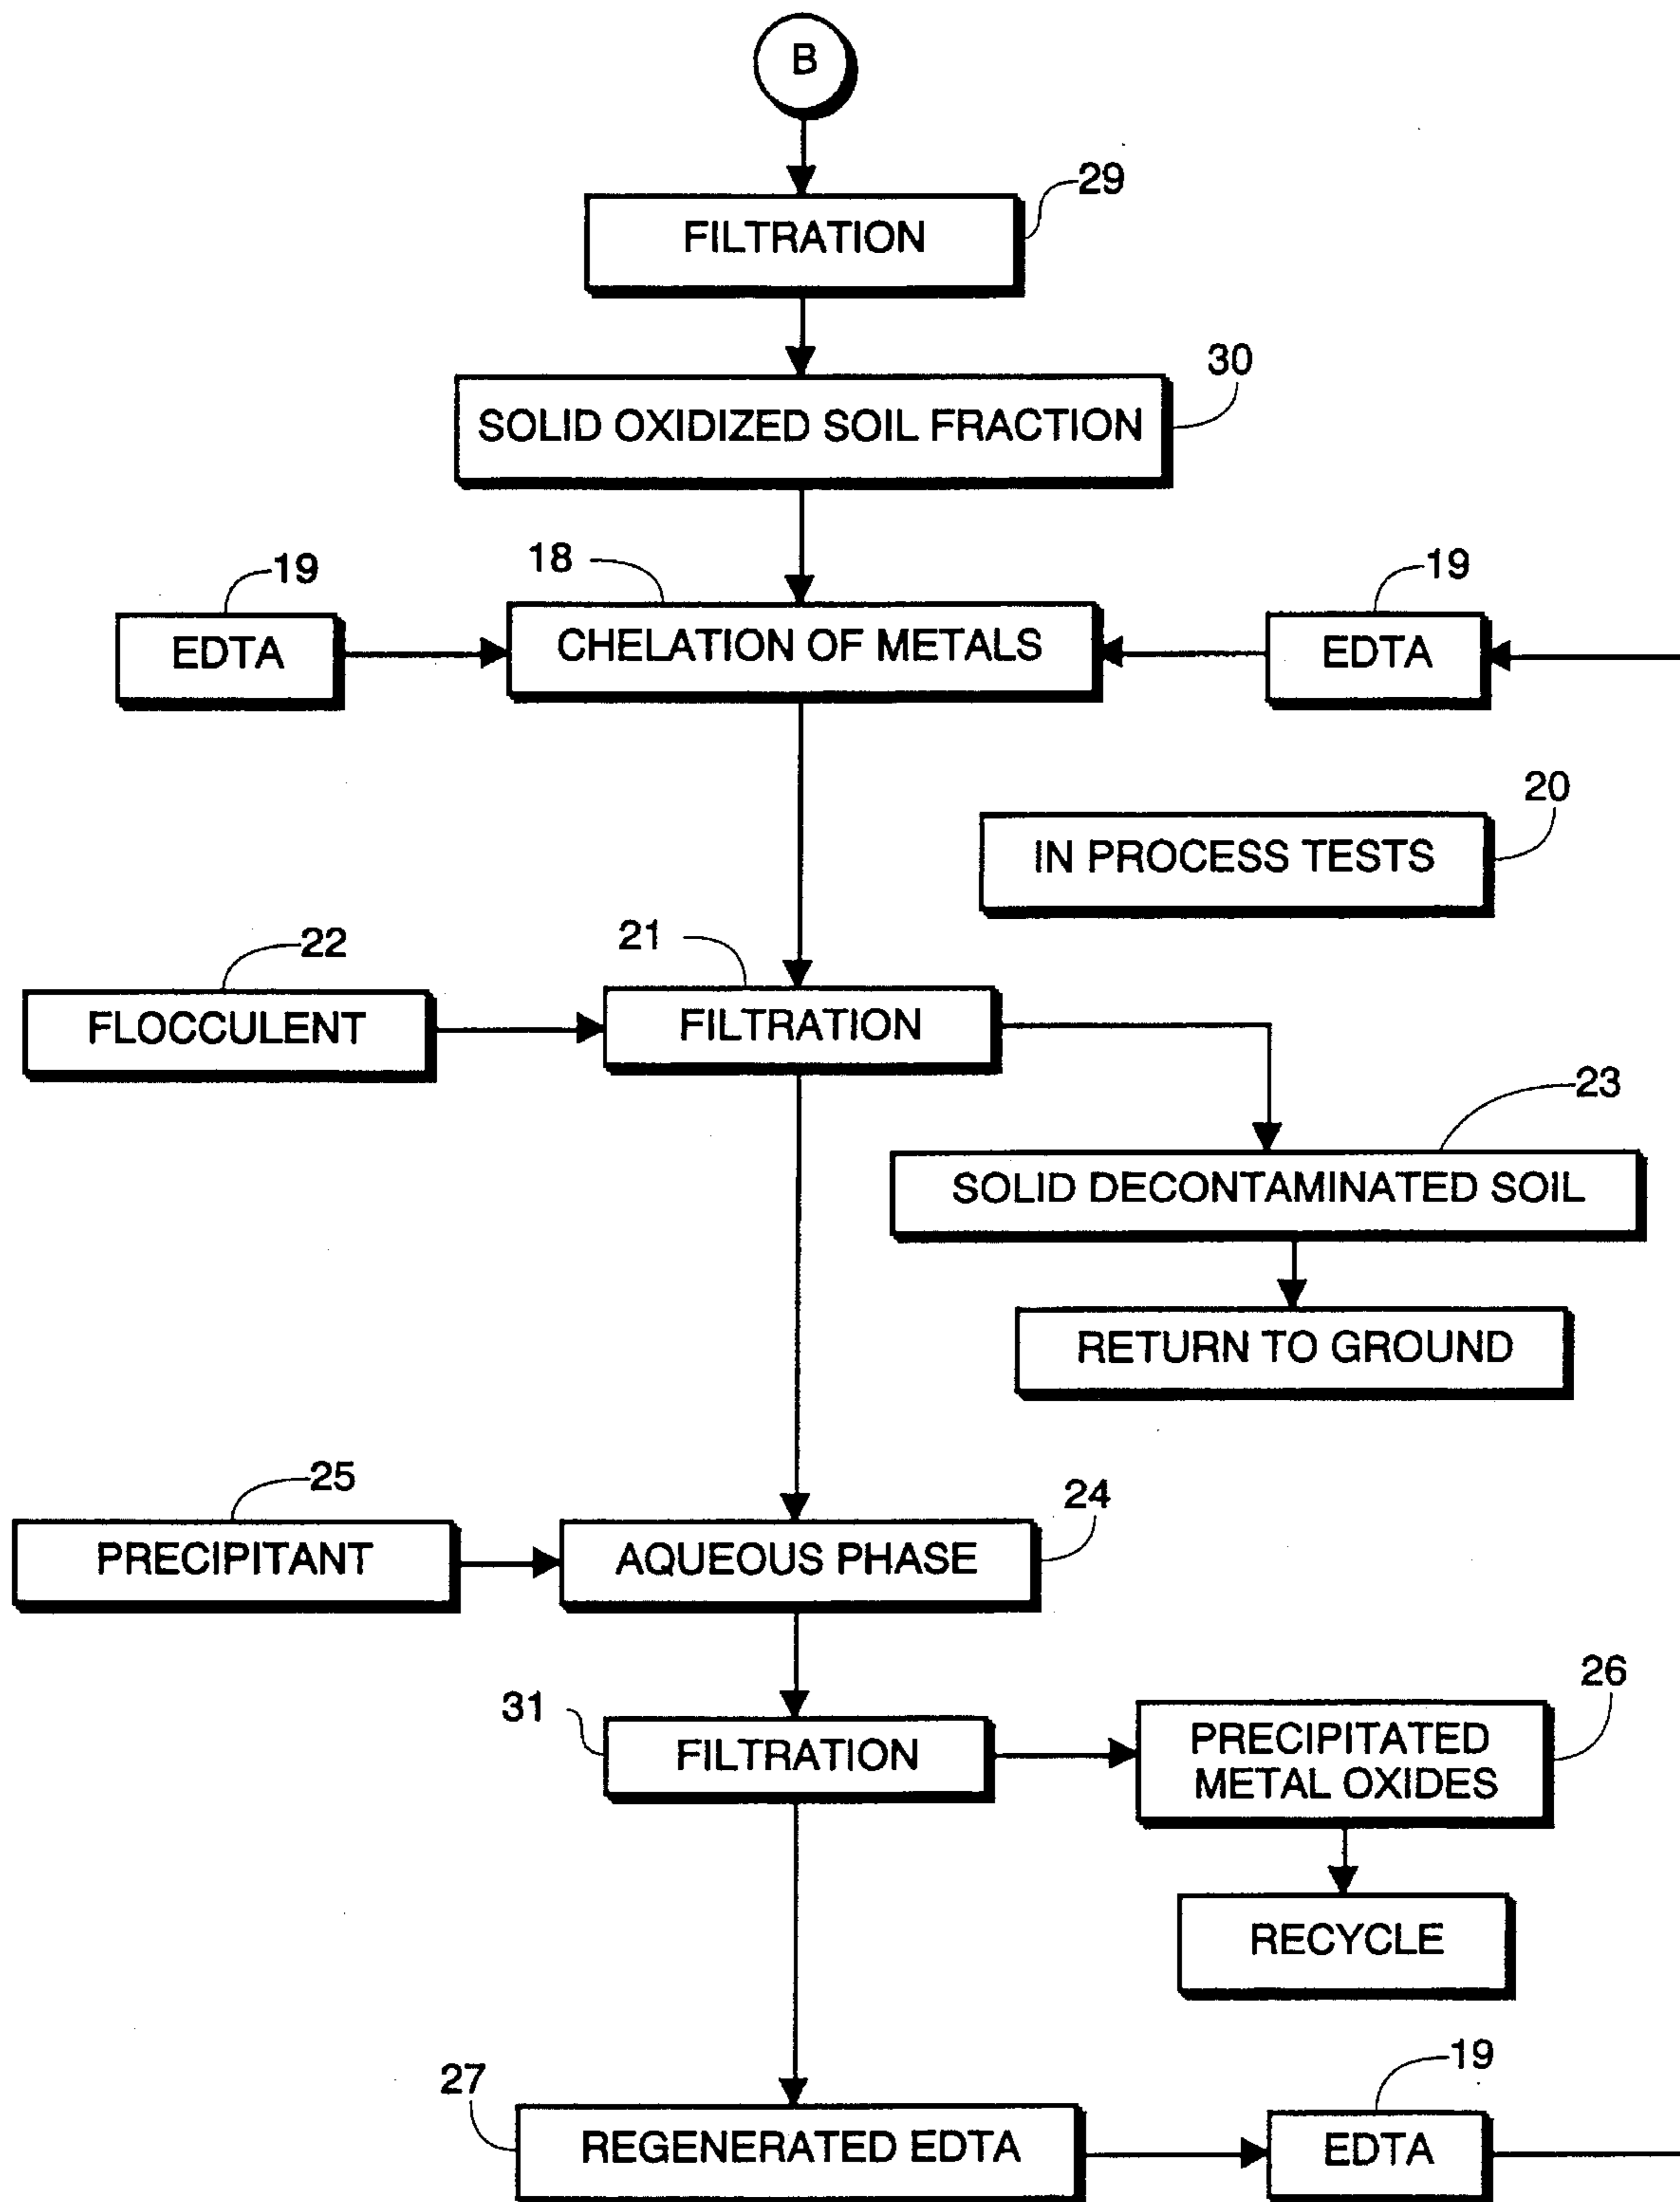 B
29
FILTRATION
30
SOLID OXIDIZED SOIL FRACTION
19
18
19
EDTA
CHELATION OF METALS
EDTA
20
IN PROCESS TESTS
22
21
FLOCCULENT
FILTRATION
23
SOLID DECONTAMINATED SOIL
RETURN TO GROUND
25
24
PRECIPITANT
AQUEOUS PHASE
31
26
FILTRATION
PRECIPITATED
METAL OXIDES
RECYCLE
27
19
REGENERATED EDTA
EDTA